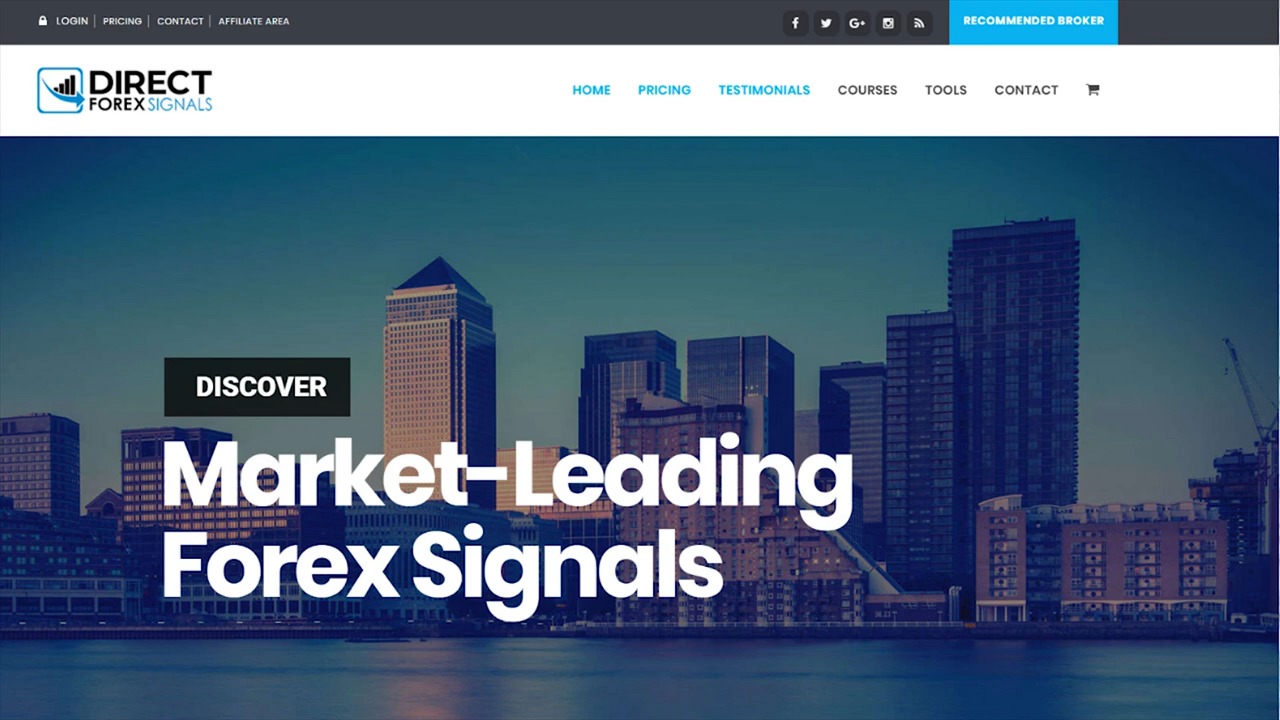 LOGIN | PRICING | CONTACT | AFFILIATE AREA
RECOMMENDED BROKER
DIRECT
FOREX SIGNALS
HOME PRICING TESTIMONIALS COURSES TOOLS CONTACT
DISCOVER
Market-Leading
Forex Signals